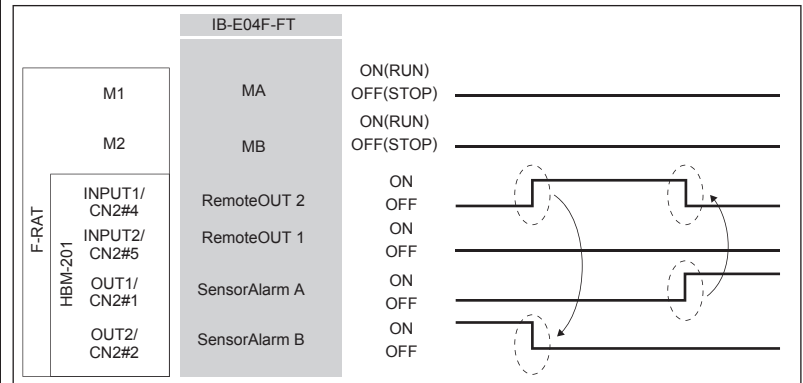 IB-E04F-FT
M1
MA
ON(RUN)
OFF(STOP)
M2
MB
ON(RUN)
OFF(STOP)
F-RAT
HBM-201
INPUT1/
CN2#4
RemoteOUT 2
ON
OFF
INPUT2/
CN2#5
RemoteOUT 1
ON
OFF
OUT1/
CN2#1
SensorAlarm A
ON
OFF
OUT2/
CN2#2
SensorAlarm B
ON
OFF